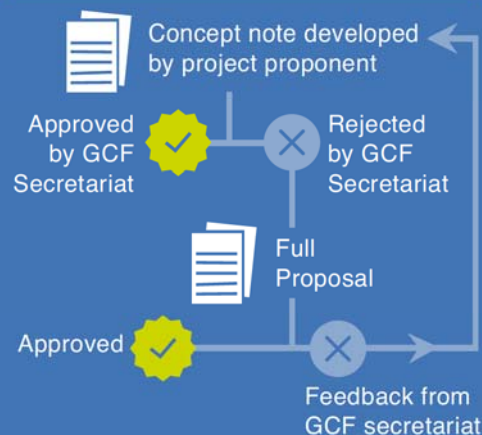 Concept note developed
by project proponent
Approved
by GCF
Secretariat
Rejected
by GCF
Secretariat
Full
Proposal
Approved
Feedback from
GCF secretariat